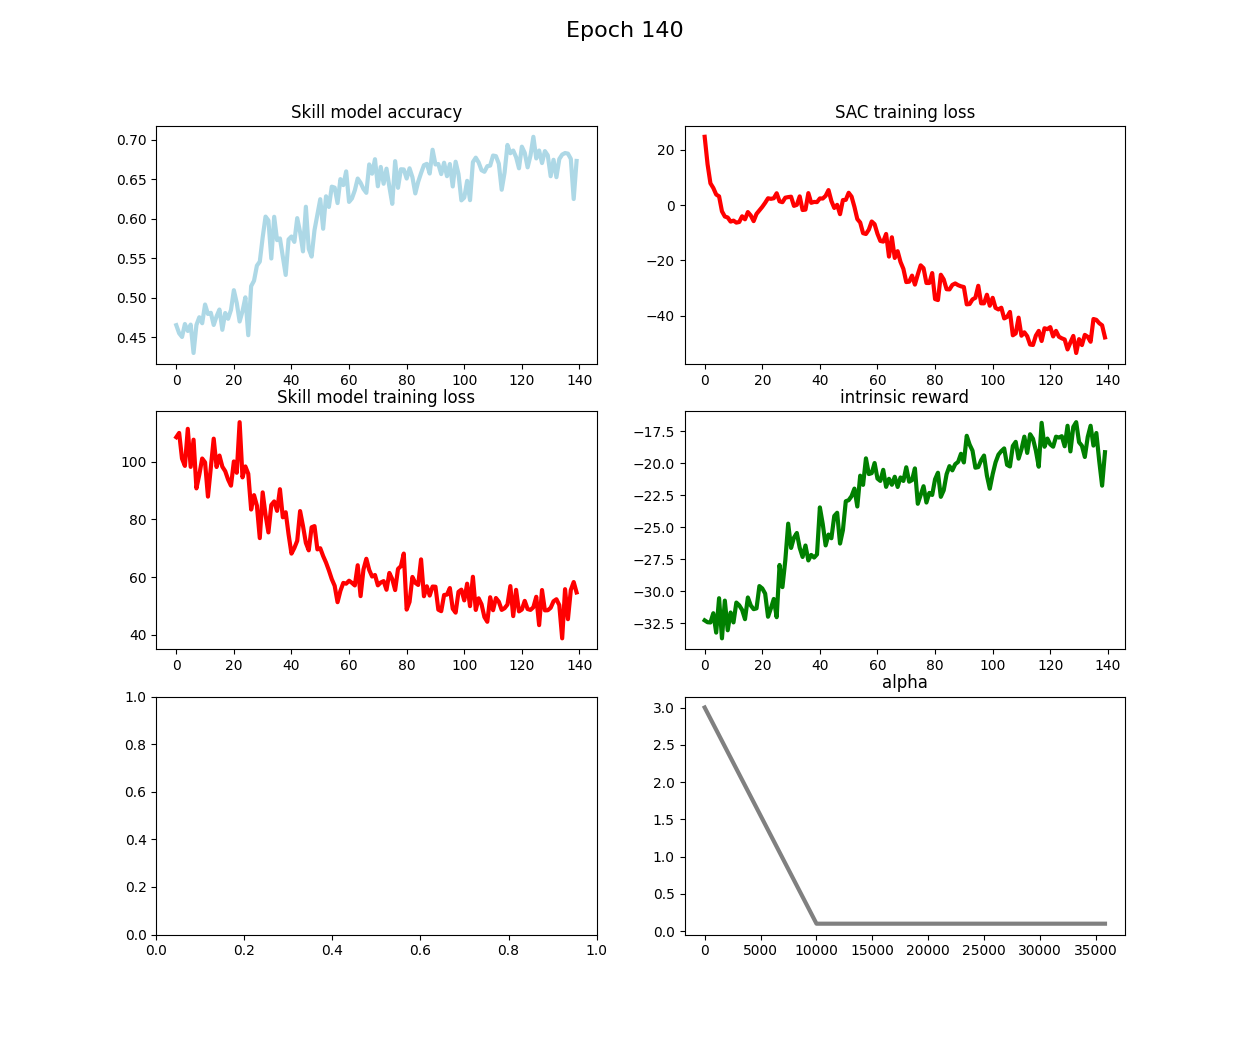 Epoch 140
Skill model accuracy
0.70
0.65
0.60
0.55
0.50
0.45
0 20 40 60 80 100 120 140
SAC training loss
20
0
−20
−40
0 20 40 60 80 100 120 140
Skill model training loss
100
80
60
40
0 20 40 60 80 100 120 140
intrinsic reward
−17.5
−20.0
−22.5
−25.0
−27.5
−30.0
−32.5
0 20 40 60 80 100 120 140
1.0
0.8
0.6
0.4
0.2
0.0
0.0 0.2 0.4 0.6 0.8 1.0
alpha
3.0
2.5
2.0
1.5
1.0
0.5
0.0
0 5000 10000 15000 20000 25000 30000 35000